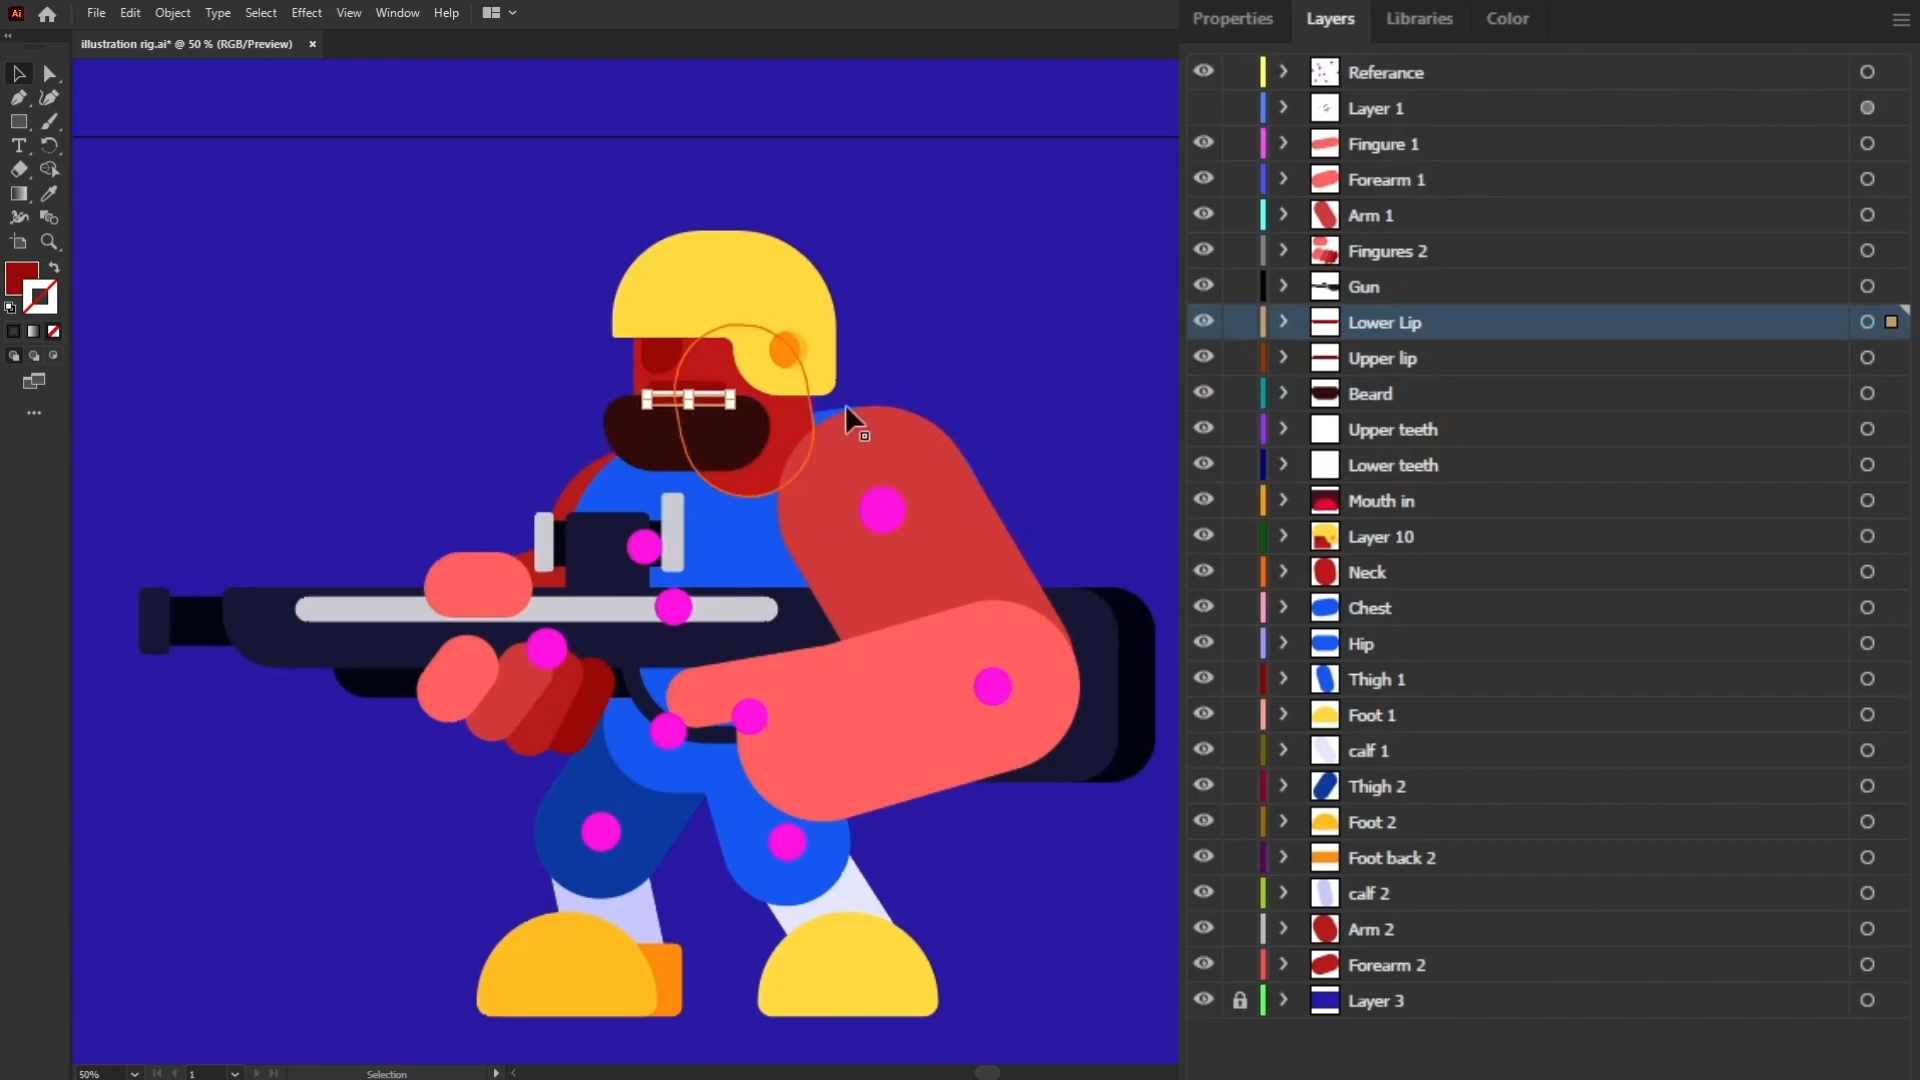 Ai File Edit Object Type Select Effect View Window Help
illustration rig.ai* @ 50 % (RGB/Preview) ×
Properties Layers Libraries Color
Referance
Layer 1
Fingure 1
Forearm 1
Arm 1
Fingures 2
Gun
Lower Lip
Upper lip
Beard
Upper teeth
Lower teeth
Mouth in
Layer 10
Neck
Chest
Hip
Thigh 1
Foot 1
calf 1
Thigh 2
Foot 2
Foot back 2
calf 2
Arm 2
Forearm 2
Layer 3
50% 1 Selection